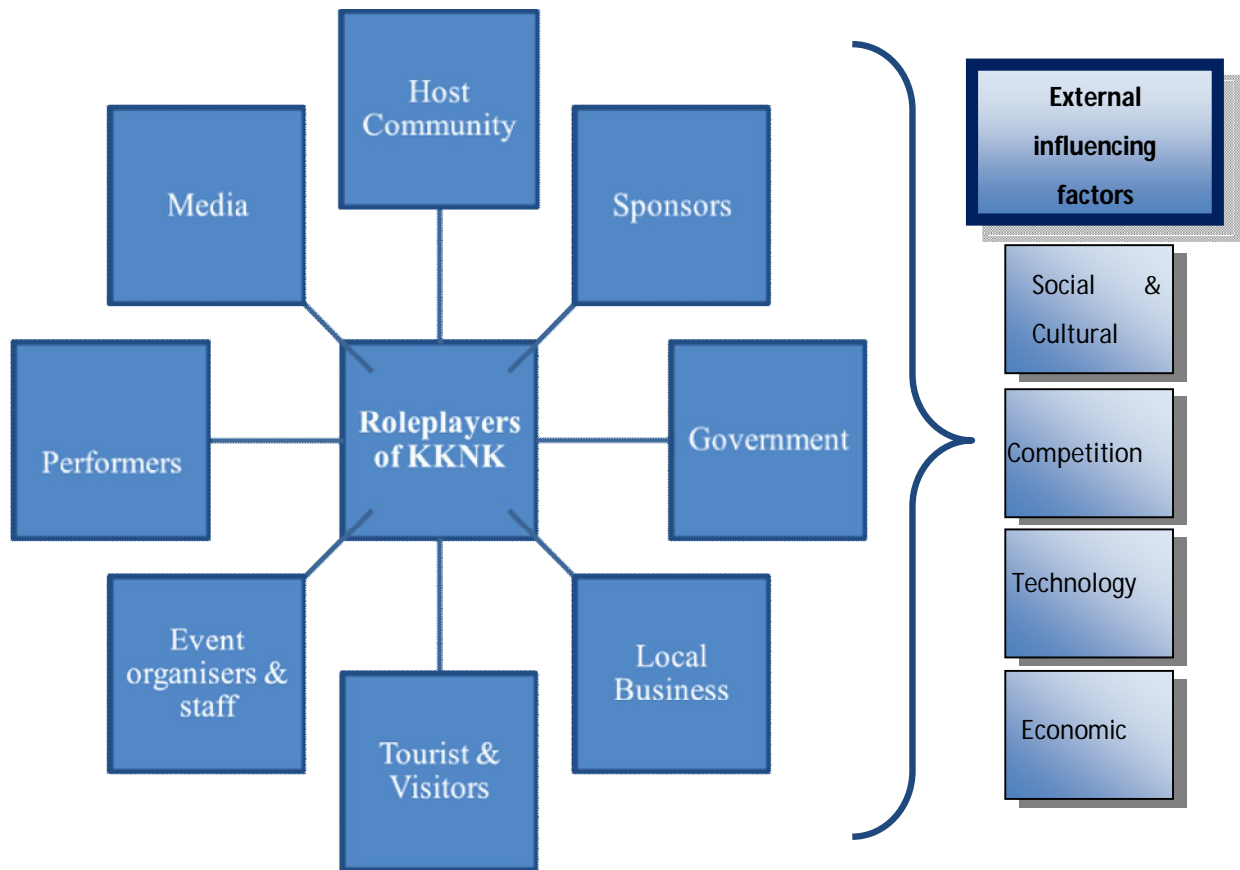 Host
Community
Media
Sponsors
Performers
Roleplayers
of KKNK
Government
Event
organisers &
staff
Local
Business
Tourist &
Visitors
External
influencing
factors
Social &
Cultural
Competition
Technology
Economic